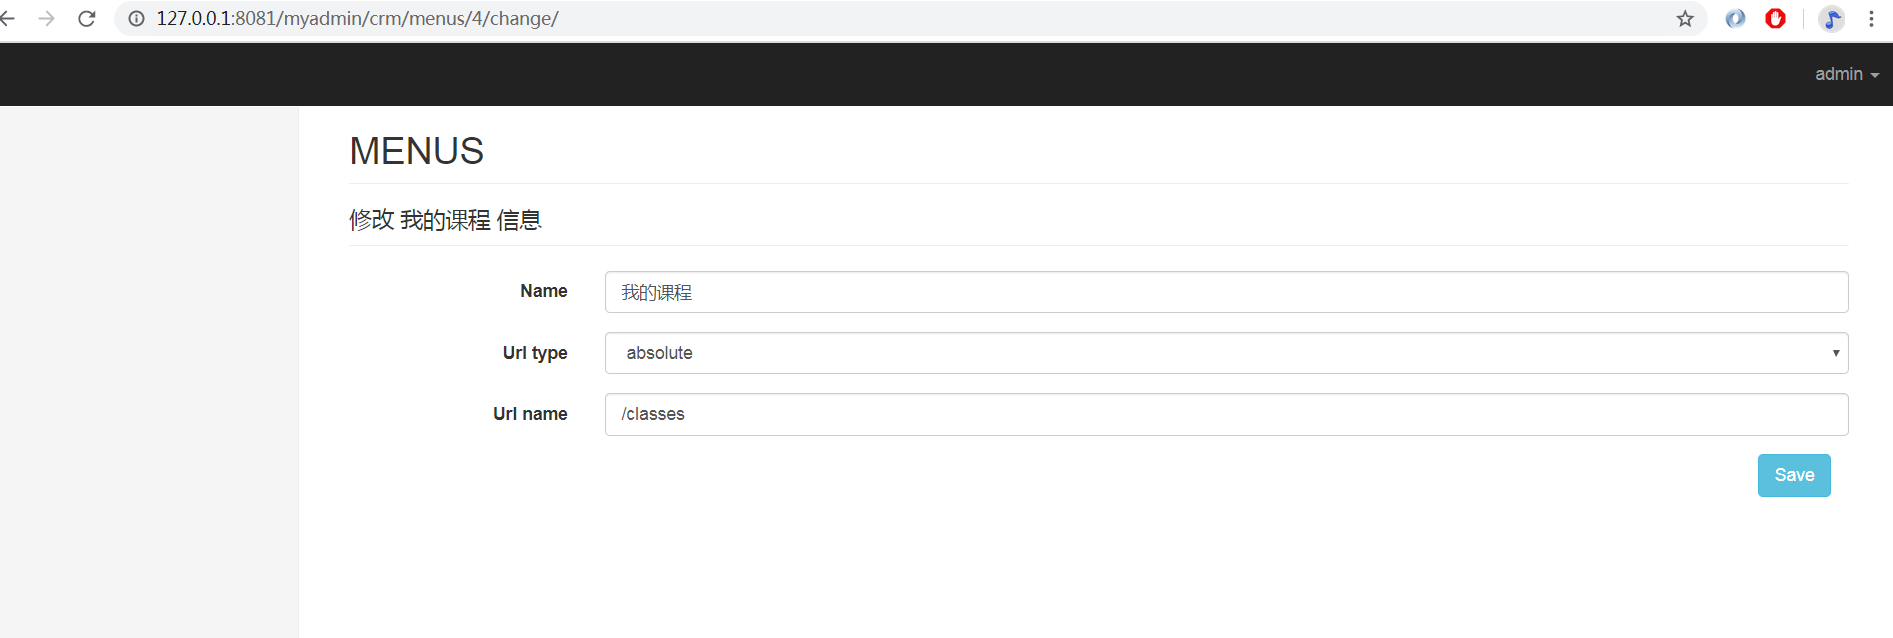 127.0.0.1:8081/myadmin/crm/menus/4/change/
admin
MENUS
修改 我的课程 信息
Name
我的课程
Url type
absolute
Url name
/classes
Save